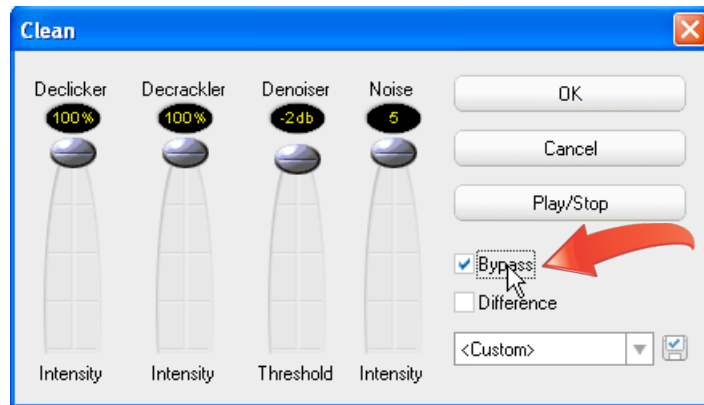 Clean
Declicker Decrackler Denoiser Noise
100% 100% -2db 5
Intensity Intensity Threshold Intensity
OK
Cancel
Play/Stop
Bypass
Difference
<Custom>